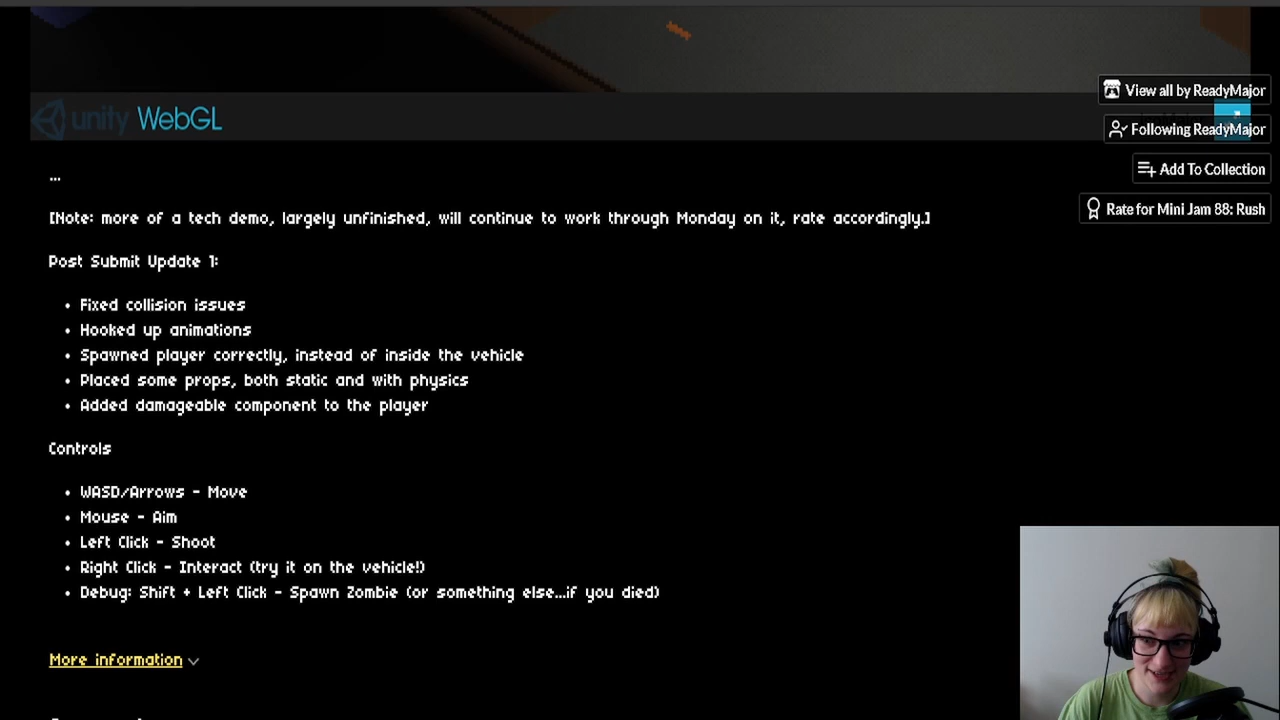 unity WebGL
View all by ReadyMajor
Following ReadyMajor
Add To Collection
Rate for Mini Jam 88: Rush
...
[Note: more of a tech demo, largely unfinished, will continue to work through Monday on it, rate accordingly.]
Post Submit Update 1:
• Fixed collision issues
• Hooked up animations
• Spawned player correctly, instead of inside the vehicle
• Placed some props, both static and with physics
• Added damageable component to the player
Controls
• WASD/Arrows - Move
• Mouse - Aim
• Left Click - Shoot
• Right Click - Interact (try it on the vehicle!)
• Debug: Shift + Left Click - Spawn Zombie (or something else...if you died)
More information